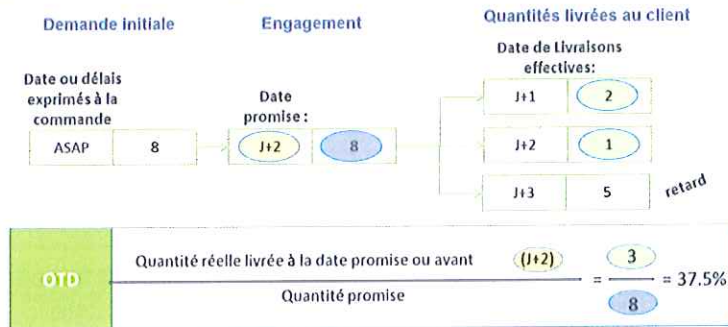 Demande initiale
Engagement
Quantités livrées au client
Date ou délais
exprimés à la
commande
ASAP 8
Date
promise :
J+2 8
Date de Livraisons
effectives:
J+1 2
J+2 1
J+3 5 retard
OTD
Quantité réelle livrée à la date promise ou avant (J+2)
Quantité promise
= 3
8
= 37.5%